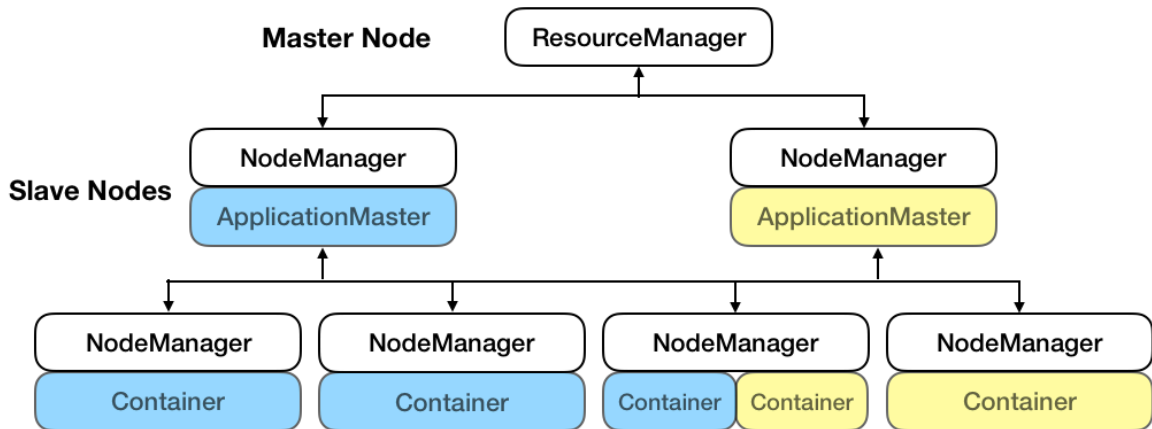 Master Node
ResourceManager
NodeManager
NodeManager
Slave Nodes
ApplicationMaster
ApplicationMaster
NodeManager
NodeManager
NodeManager
NodeManager
Container
Container
Container
Container
Container